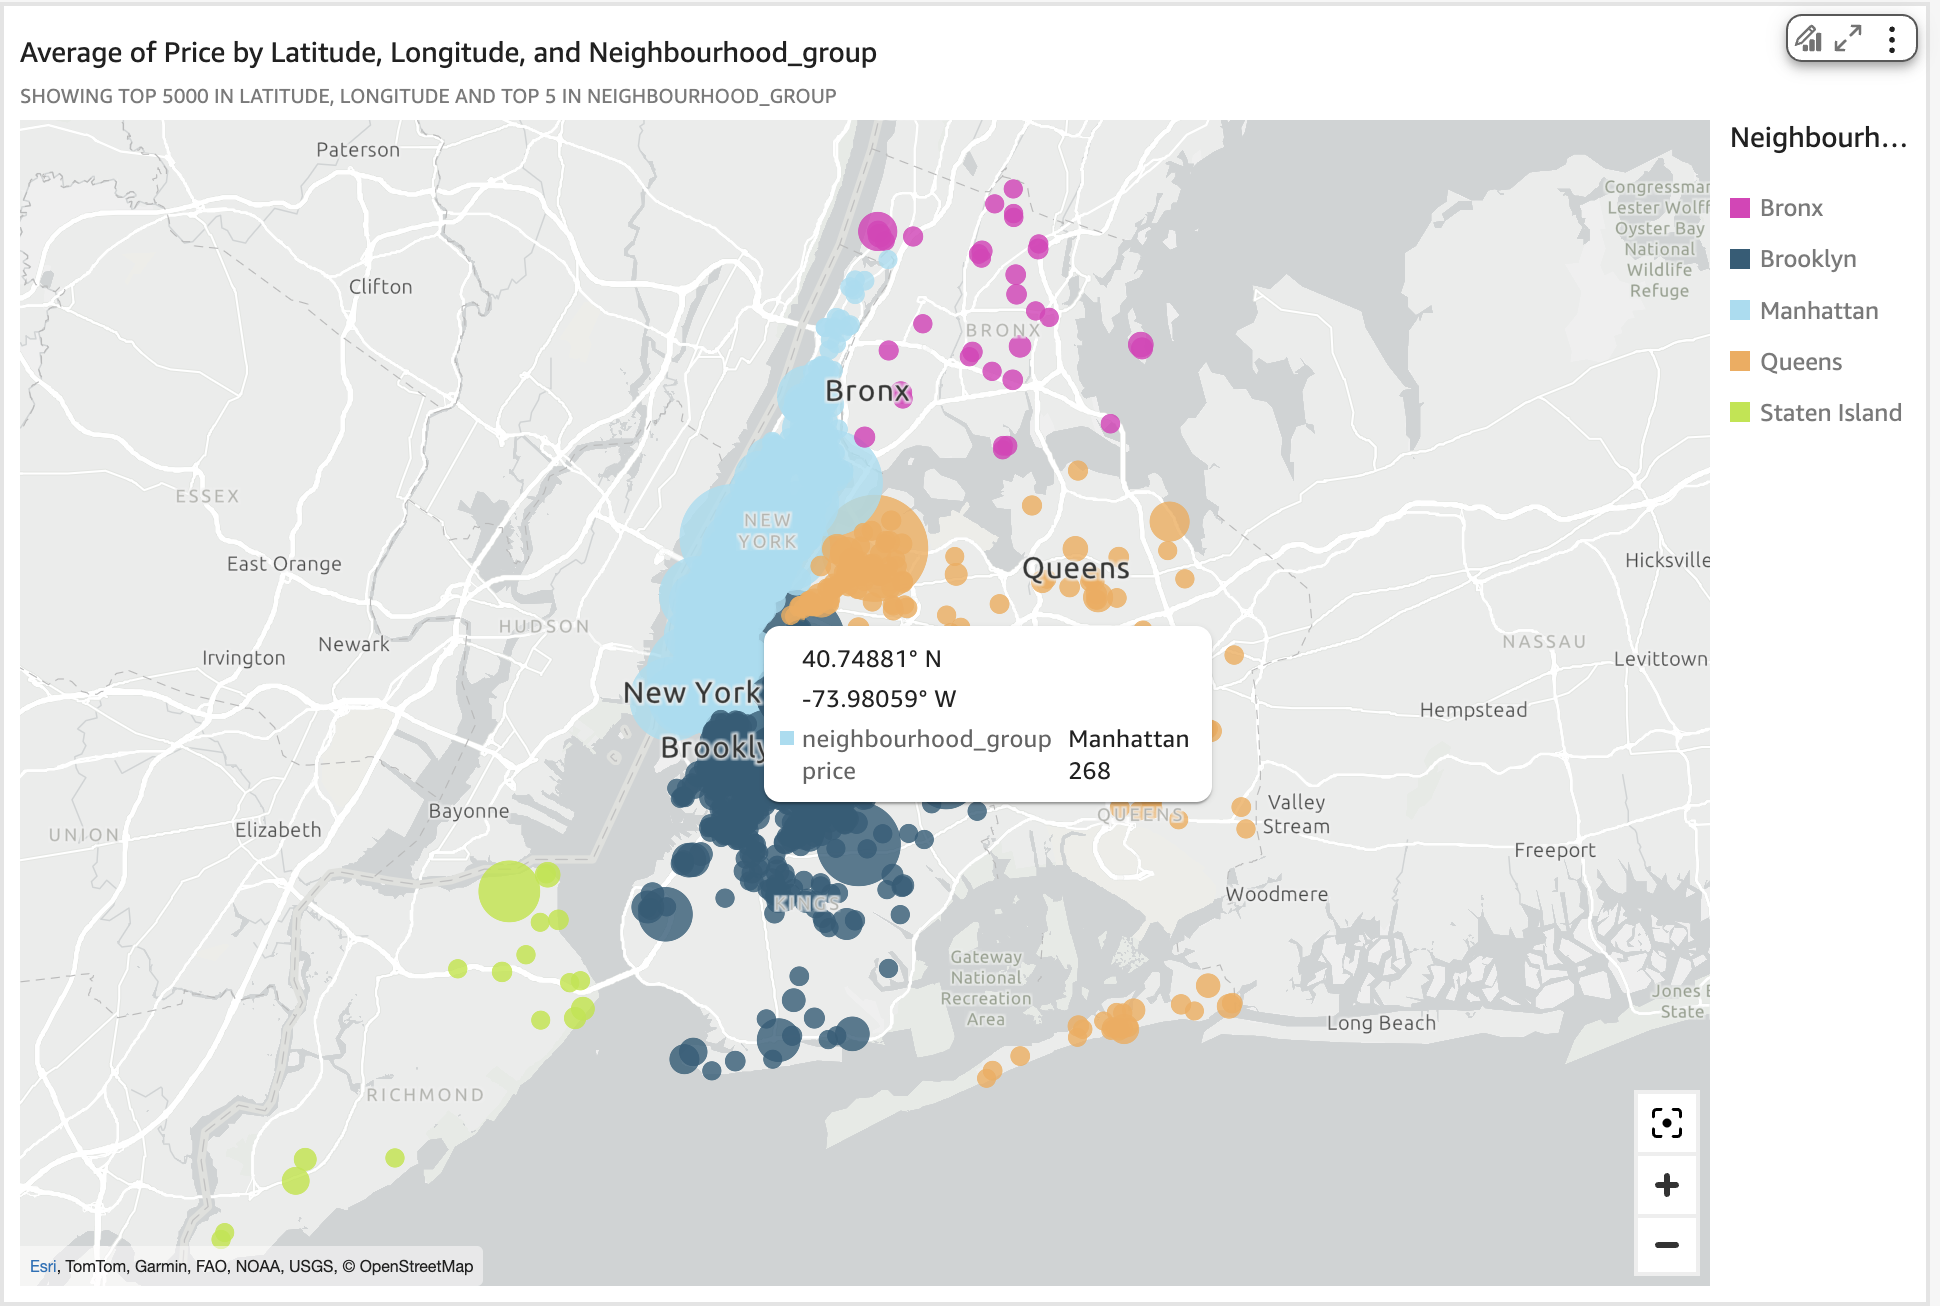 Average of Price by Latitude, Longitude, and Neighbourhood_group
SHOWING TOP 5000 IN LATITUDE, LONGITUDE AND TOP 5 IN NEIGHBOURHOOD_GROUP
Neighbourh...
Bronx
Brooklyn
Manhattan
Queens
Staten Island
Paterson
Clifton
BRONX
Bronx
ESSEX
NEW
YORK
East Orange
Queens
Hicksville
HUDSON
Newark
Irvington
NASSAU
Levittown
New York
40.74881° N
-73.98059° W
neighbourhood_group Manhattan
price 268
Hempstead
Brookly
Bayonne
UNION
Elizabeth
QUEENS
Valley
Stream
Freeport
Woodmere
KINGS
Gateway
National
Recreation
Area
Long Beach
Jones
State
RICHMOND
Congressman
Lester Wolff
Oyster Bay
National
Wildlife
Refuge
Esri, TomTom, Garmin, FAO, NOAA, USGS, © OpenStreetMap